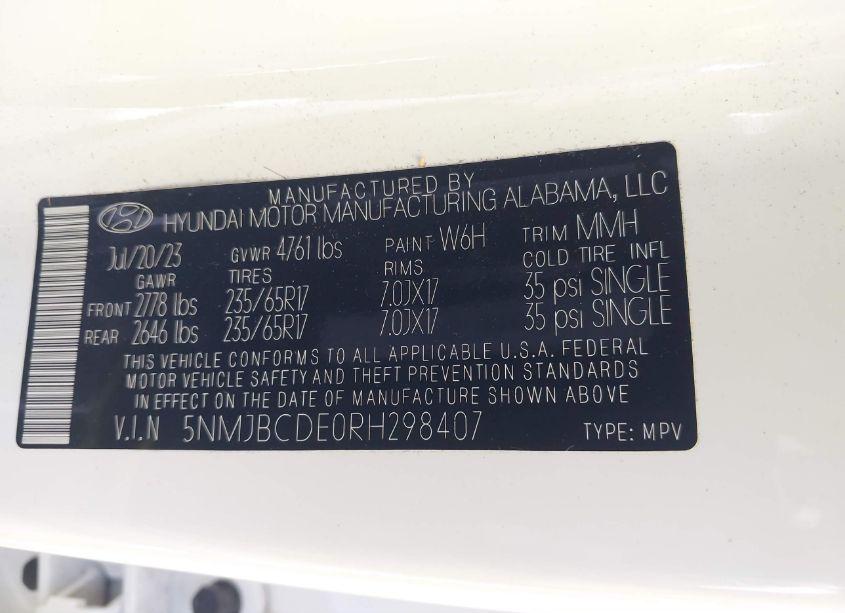 MANUFACTURED BY
HYUNDAI MOTOR MANUFACTURING ALABAMA, LLC
Jul/20/23 GVWR 4761 lbs PAINT W6H TRIM MMH
GAWR TIRES RIMS COLD TIRE INFL
FRONT 2778 lbs 235/65R17 7.0JX17 35 psi SINGLE
REAR 2646 lbs 235/65R17 7.0JX17 35 psi SINGLE
THIS VEHICLE CONFORMS TO ALL APPLICABLE U.S.A. FEDERAL
MOTOR VEHICLE SAFETY AND THEFT PREVENTION STANDARDS
IN EFFECT ON THE DATE OF MANUFACTURE SHOWN ABOVE
V.I.N 5NMJBCDE0RH298407 TYPE: MPV